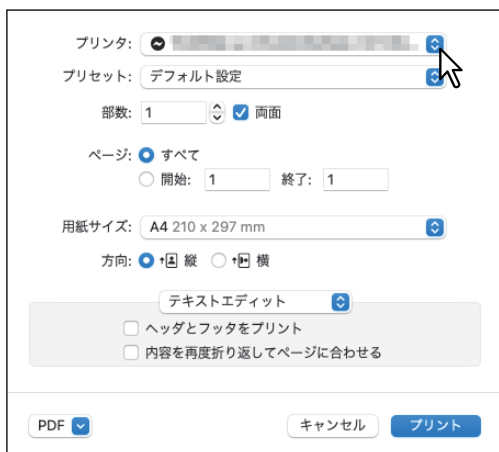 プリンタ:
プリセット: デフォルト設定
部数: 1 両面
ページ: すべて
開始: 1 終了: 1
用紙サイズ: A4 210 x 297 mm
方向: 縦 横
テキストエディット
ヘッダとフッタをプリント
内容を再度折り返してページに合わせる
PDF キャンセル プリント